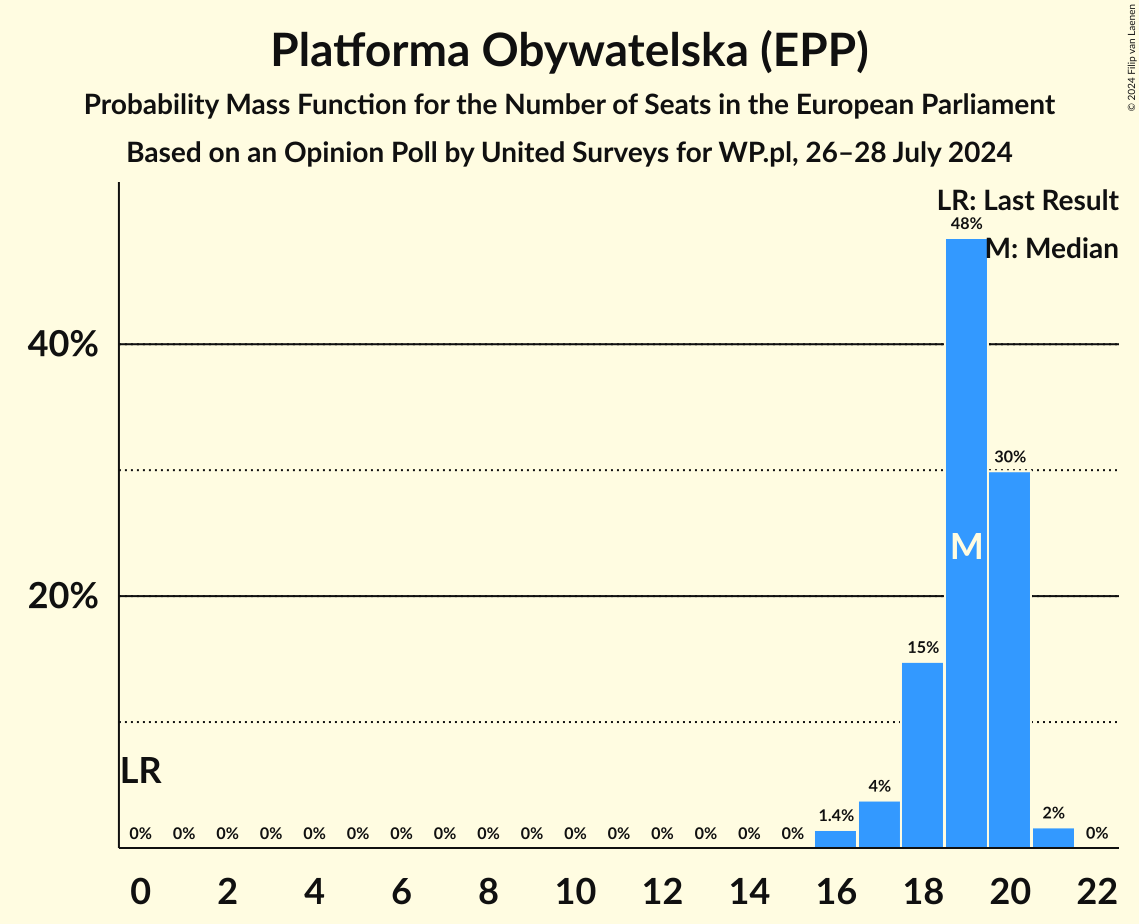 Platforma Obywatelska (EPP)
Probability Mass Function for the Number of Seats in the European Parliament
Based on an Opinion Poll by United Surveys for WP.pl, 26–28 July 2024
© 2024 Filip van Laenen
LR: Last Result
48%
M: Median
40%
30%
M
20%
15%
LR
4%
1.4%
2%
0% 0% 0% 0% 0% 0% 0% 0% 0% 0% 0% 0% 0% 0% 0% 0% 0%
0 2 4 6 8 10 12 14 16 18 20 22